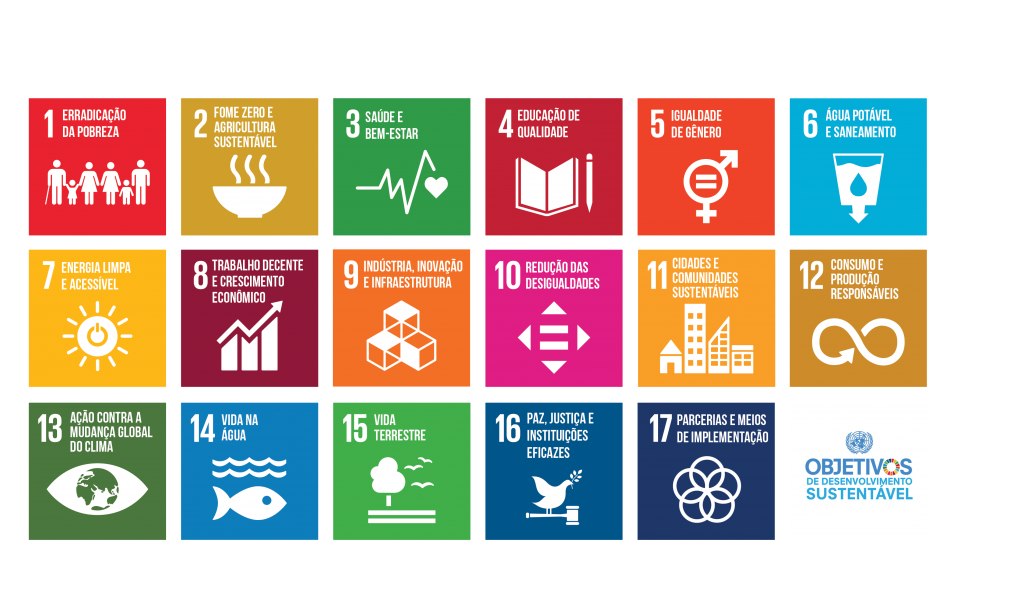 1 ERRADICAÇÃO
DA POBREZA
2 FOME ZERO E
AGRICULTURA
SUSTENTÁVEL
3 SAÚDE E
BEM-ESTAR
4 EDUCAÇÃO DE
QUALIDADE
5 IGUALDADE
DE GÊNERO
6 ÁGUA POTÁVEL
E SANEAMENTO
7 ENERGIA LIMPA
E ACESSÍVEL
8 TRABALHO DECENTE
E CRESCIMENTO
ECONÔMICO
9 INDÚSTRIA, INOVAÇÃO
E INFRAESTRUTURA
10 REDUÇÃO DAS
DESIGUALDADES
11 CIDADES E
COMUNIDADES
SUSTENTÁVEIS
12 CONSUMO E
PRODUÇÃO
RESPONSÁVEIS
13 AÇÃO CONTRA A
MUDANÇA GLOBAL
DO CLIMA
14 VIDA NA
ÁGUA
15 VIDA
TERRESTRE
16 PAZ, JUSTIÇA E
INSTITUIÇÕES
EFICAZES
17 PARCERIAS E MEIOS
DE IMPLEMENTAÇÃO
OBJETIVOS
DE DESENVOLVIMENTO
SUSTENTÁVEL